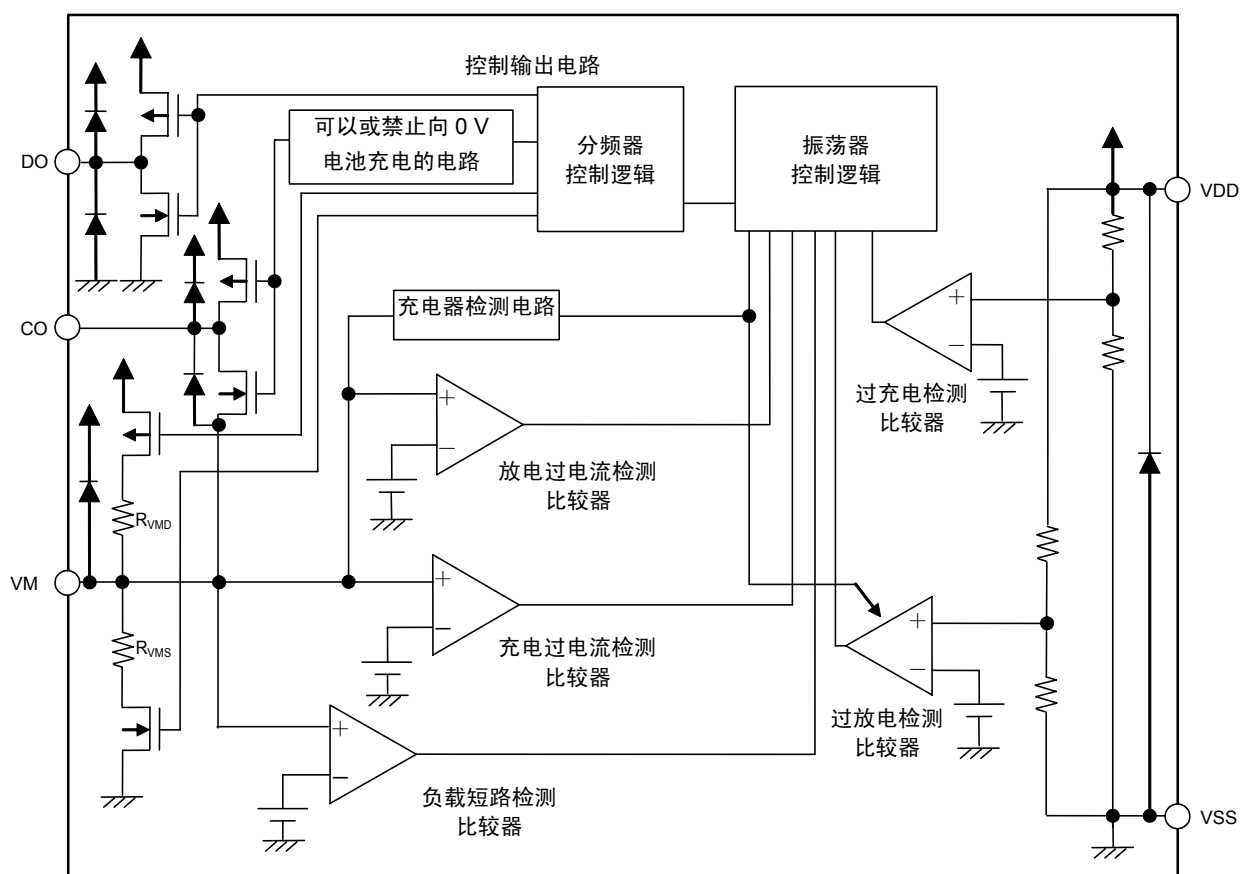 控制输出电路
可以或禁止向 0 V
电池充电的电路
分频器
控制逻辑
振荡器
控制逻辑
DO
VDD
CO
充电器检测电路
+
−
过充电检测
比较器
+
−
放电过电流检测
比较器
RVMD
VM
+
−
充电过电流检测
比较器
+
−
过放电检测
比较器
RVMS
+
−
负载短路检测
比较器
VSS